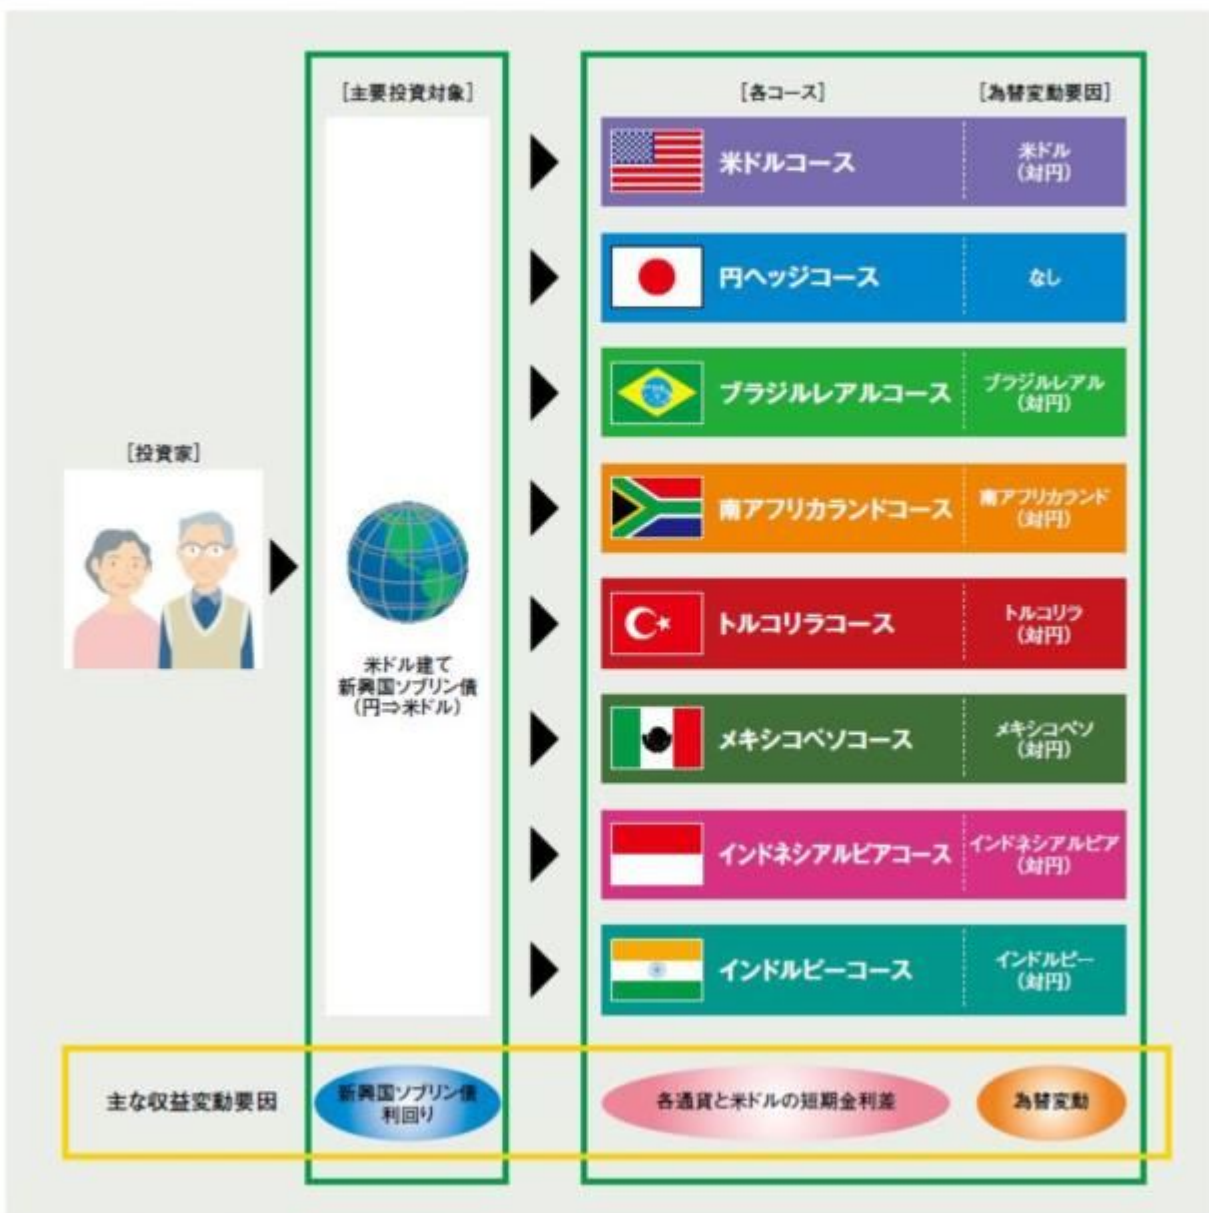 [主要投資対象]
[各コース]
[為替変動要因]
米ドルコース
米ドル
(対円)
円ヘッジコース
なし
ブラジルレアルコース
ブラジルレアル
(対円)
[投資家]
南アフリカランドコース
南アフリカランド
(対円)
トルコリラコース
トルコリラ
(対円)
米ドル建て
新興国ソブリン債
(円⇒米ドル)
メキシコペソコース
メキシコペソ
(対円)
インドネシアルピアコース
インドネシアルピア
(対円)
インドルピーコース
インドルピー
(対円)
主な収益変動要因
新興国ソブリン債
利回り
各通貨と米ドルの短期金利差
為替変動